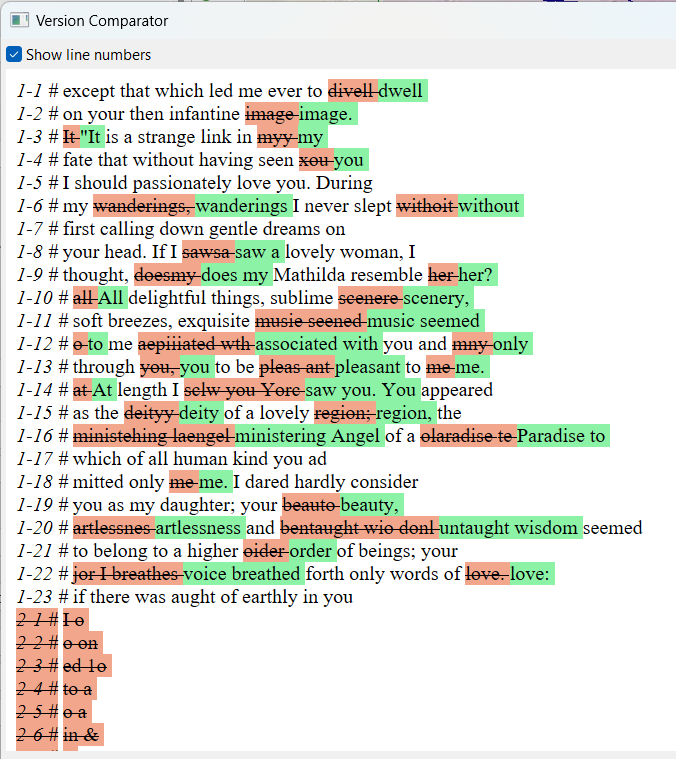 Version Comparator
Show line numbers
1-1 # except that which led me ever to divell dwell
1-2 # on your then infantine image image.
1-3 # It "It is a strange link in myy my
1-4 # fate that without having seen xou you
1-5 # I should passionately love you. During
1-6 # my wanderings, wanderings I never slept withoit without
1-7 # first calling down gentle dreams on
1-8 # your head. If I sawsa saw a lovely woman, I
1-9 # thought, doesmy does my Mathilda resemble her her?
1-10 # all All delightful things, sublime scenere scenery,
1-11 # soft breezes, exquisite musie seened music seemed
1-12 # o to me aepiiiated wth associated with you and mny only
1-13 # through you, you to be pleas ant pleasant to me me.
1-14 # at At length I sclw you Yorc saw you. You appeared
1-15 # as the deityy deity of a lovely region; region, the
1-16 # ministehing laengel ministering Angel of a olaradise te Paradise to
1-17 # which of all human kind you ad
1-18 # mitted only me me. I dared hardly consider
1-19 # you as my daughter; your beauto beauty,
1-20 # artlessnes artlessness and bentaught wio donl untaught wisdom seemed
1-21 # to belong to a higher oider order of beings; your
1-22 # jor I breathes voice breathed forth only words of love. love:
1-23 # if there was aught of earthly in you
2-1 # I o
2-2 # o on
2-3 # ed 1o
2-4 # to a
2-5 # o a
2-6 # in &